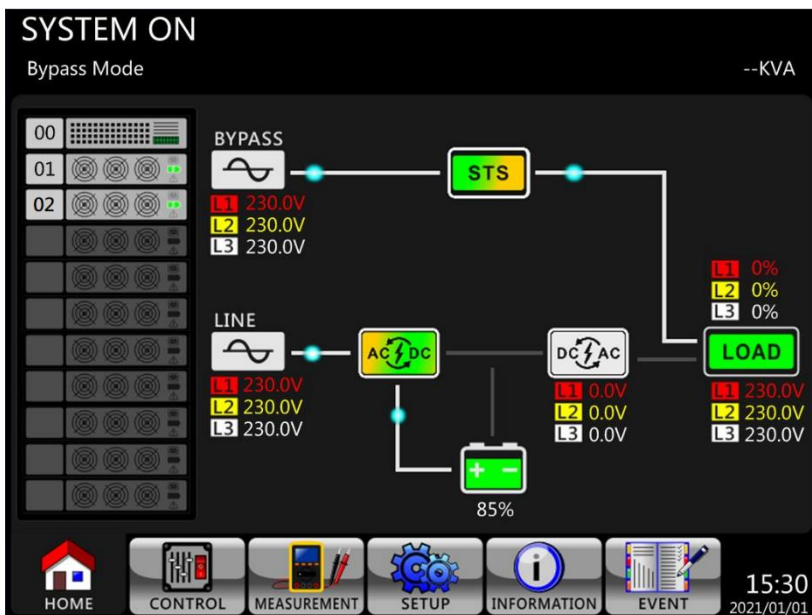 SYSTEM ON
Bypass Mode
--KVA
00
01
02
BYPASS
L1 230.0V
L2 230.0V
L3 230.0V
STS
L1 0%
L2 0%
L3 0%
LINE
L1 230.0V
L2 230.0V
L3 230.0V
AC DC
DC AC
L1 0.0V
L2 0.0V
L3 0.0V
LOAD
L1 230.0V
L2 230.0V
L3 230.0V
+ -
85%
HOME
CONTROL
MEASUREMENT
SETUP
INFORMATION
EVENT
15:30
2021/01/01